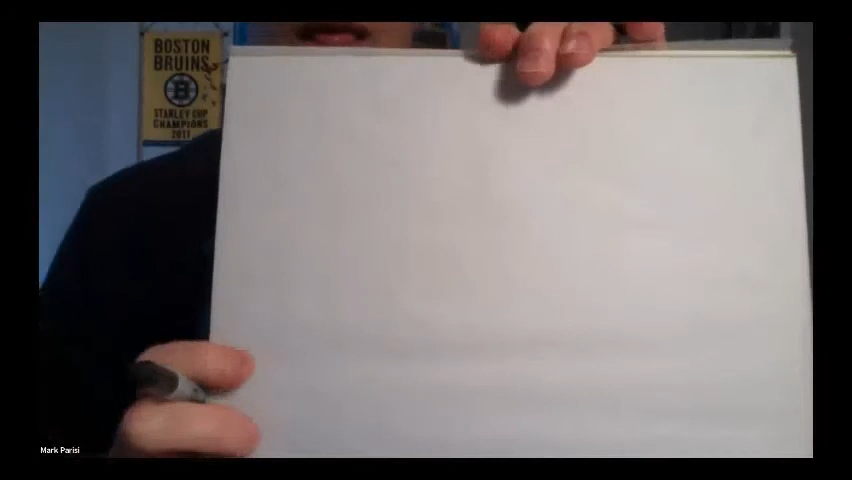 BOSTON
BRUINS
B
STANLEY CUP
CHAMPIONS
2011
Mark Parisi